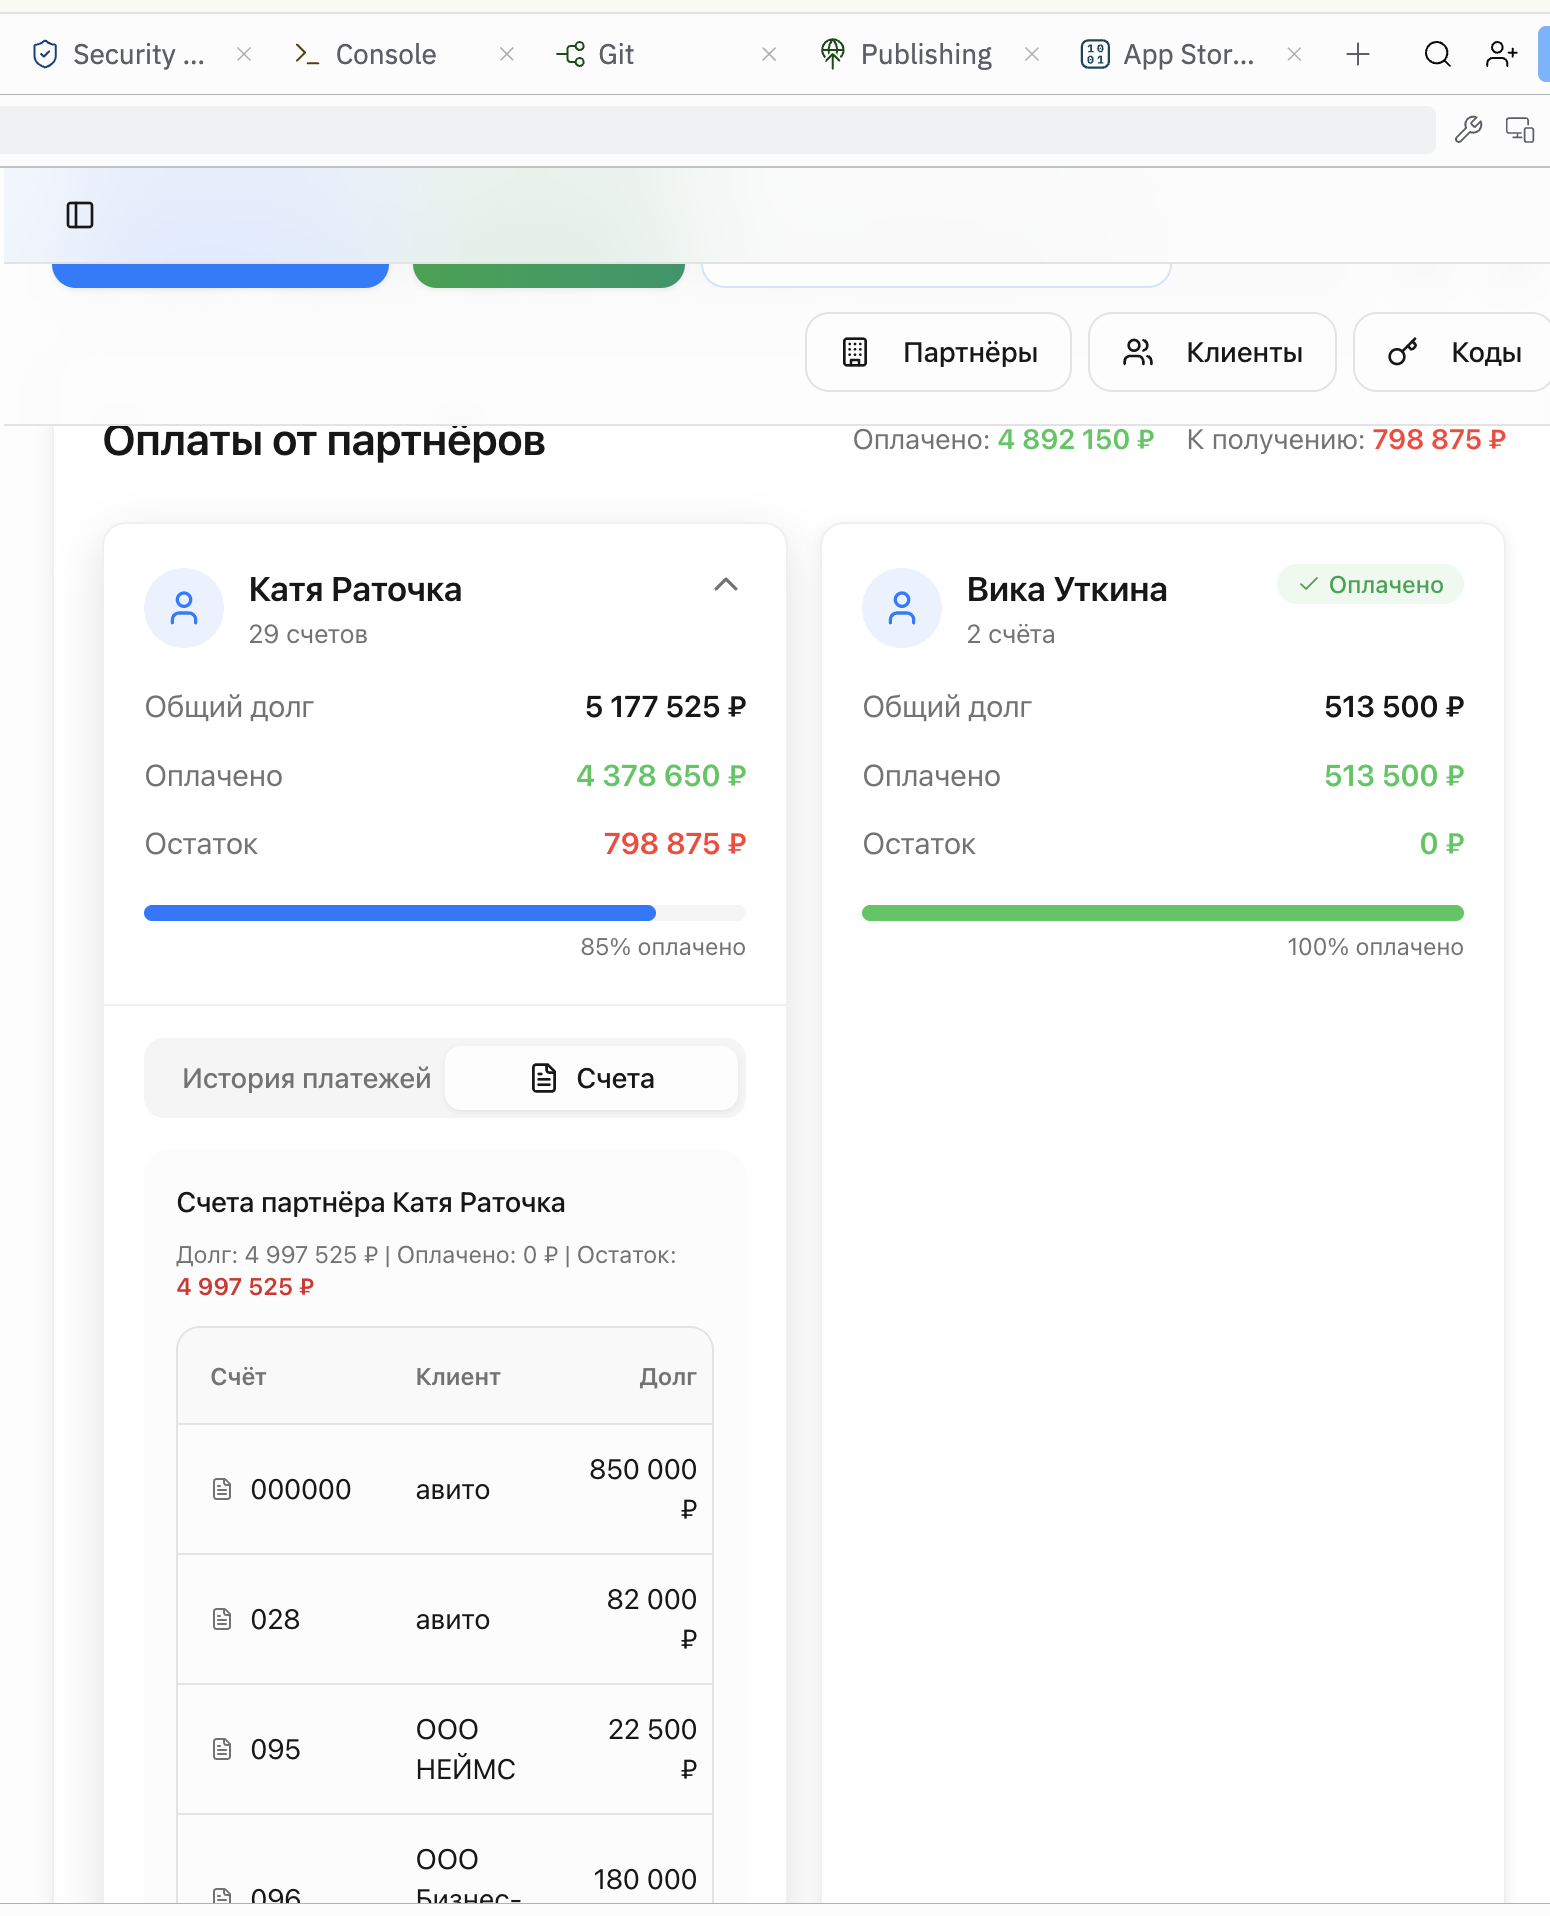 Security ...
Console
Git
Publishing
App Stor...
Партнёры
Клиенты
Коды
Оплаты от партнёров
Оплачено: 4 892 150 ₽ К получению: 798 875 ₽
Катя Раточка
29 счетов
Общий долг 5 177 525 ₽
Оплачено 4 378 650 ₽
Остаток 798 875 ₽
85% оплачено
История платежей
Счета
Счета партнёра Катя Раточка
Долг: 4 997 525 ₽ | Оплачено: 0 ₽ | Остаток:
4 997 525 ₽
Счёт Клиент Долг
000000 авито 850 000
₽
028 авито 82 000
₽
095 ООО
НЕЙМС 22 500
₽
096 ООО
Бизнес- 180 000
Вика Уткина
Оплачено
2 счёта
Общий долг 513 500 ₽
Оплачено 513 500 ₽
Остаток 0 ₽
100% оплачено